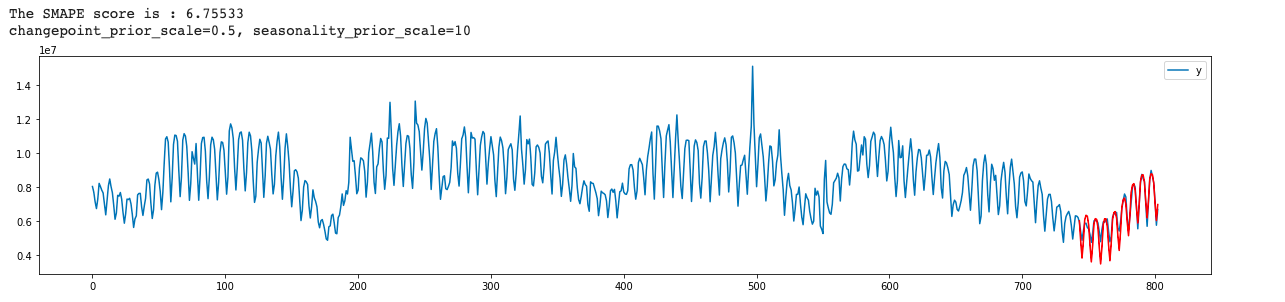 The SMAPE score is : 6.75533
changepoint_prior_scale=0.5, seasonality_prior_scale=10
1e7
y
1.4
1.2
1.0
0.8
0.6
0.4
0 100 200 300 400 500 600 700 800